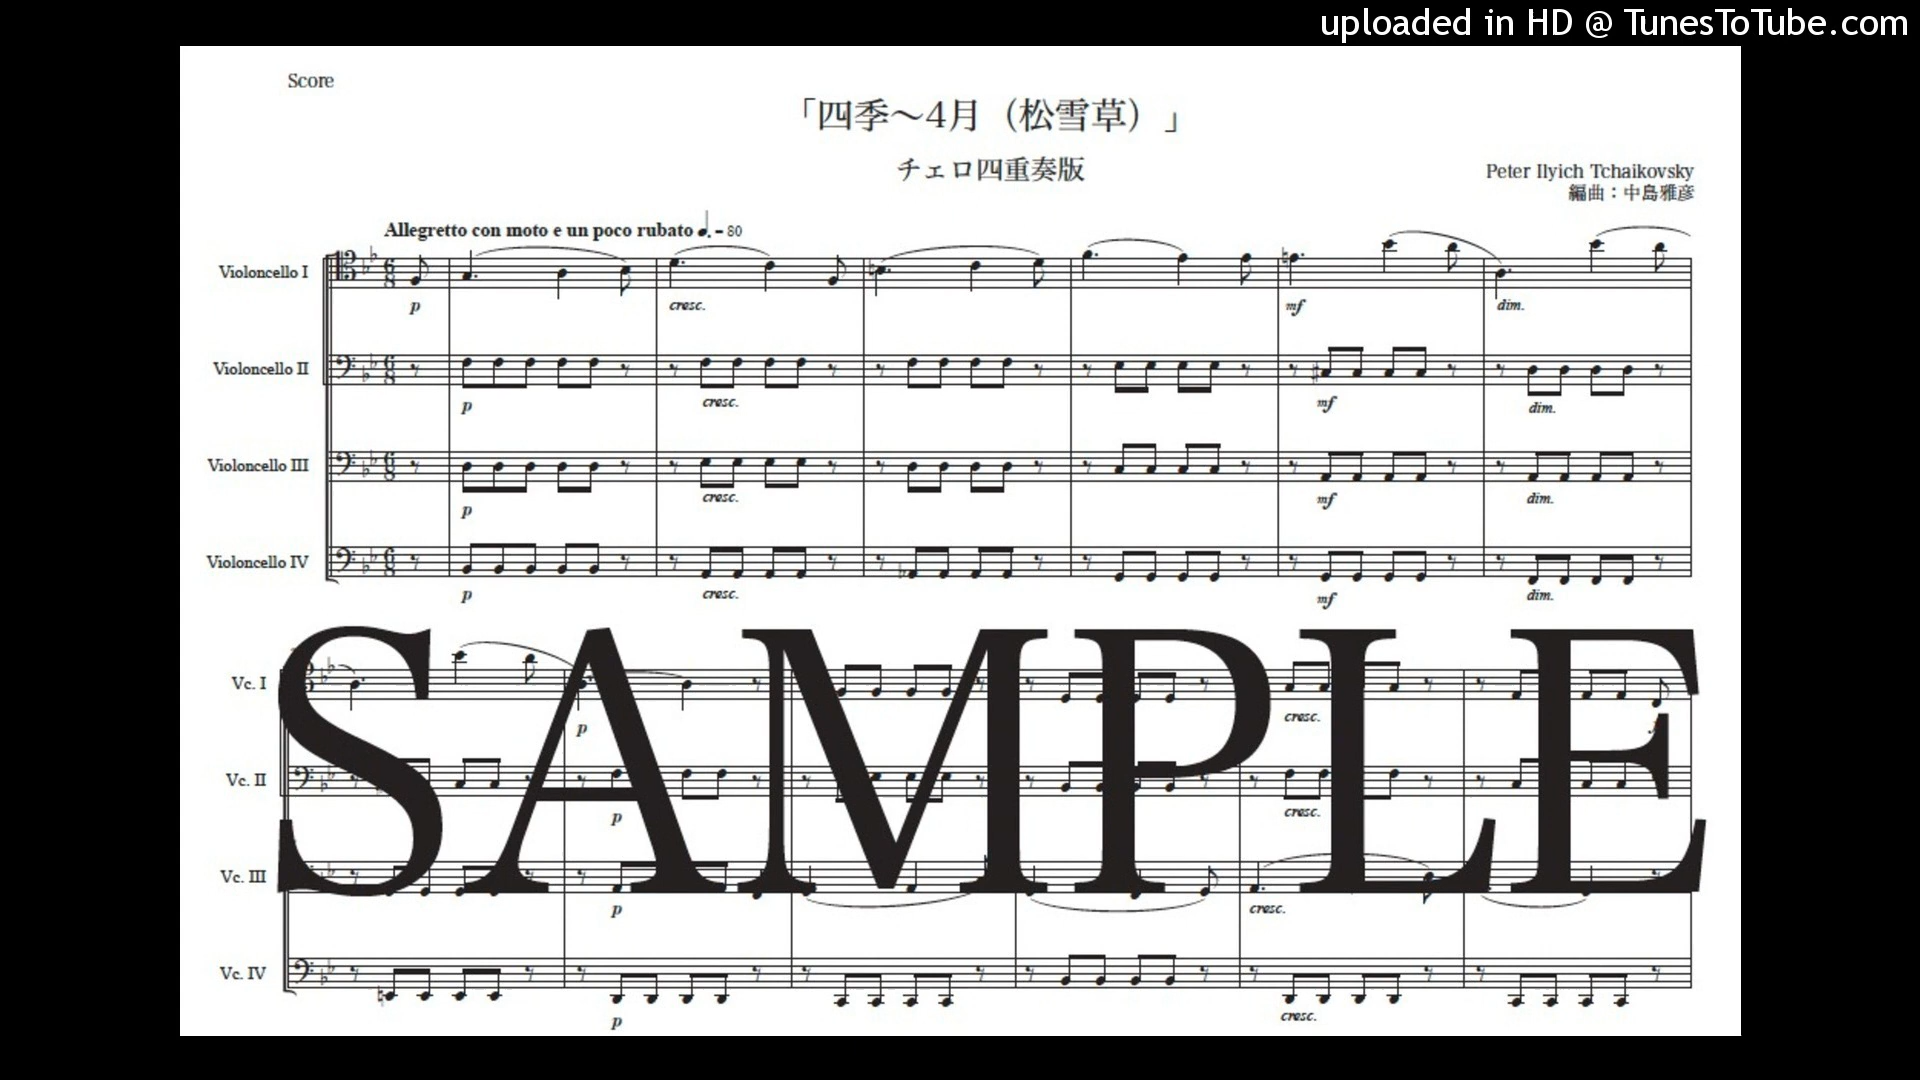 uploaded in HD @ TunesToTube.com
Score
「四季～4月（松雪草）」
チェロ四重奏版
Peter Ilyich Tchaikovsky
編曲：中島雅彦
Allegretto con moto e un poco rubato ♩. = 80
Violoncello I
p
cresc.
mf
dim.
Violoncello II
p
cresc.
mf
dim.
Violoncello III
p
cresc.
mf
dim.
Violoncello IV
p
cresc.
mf
dim.
SAMPLE
Vc. I
p
cresc.
Vc. II
p
cresc.
Vc. III
p
cresc.
Vc. IV
p
cresc.